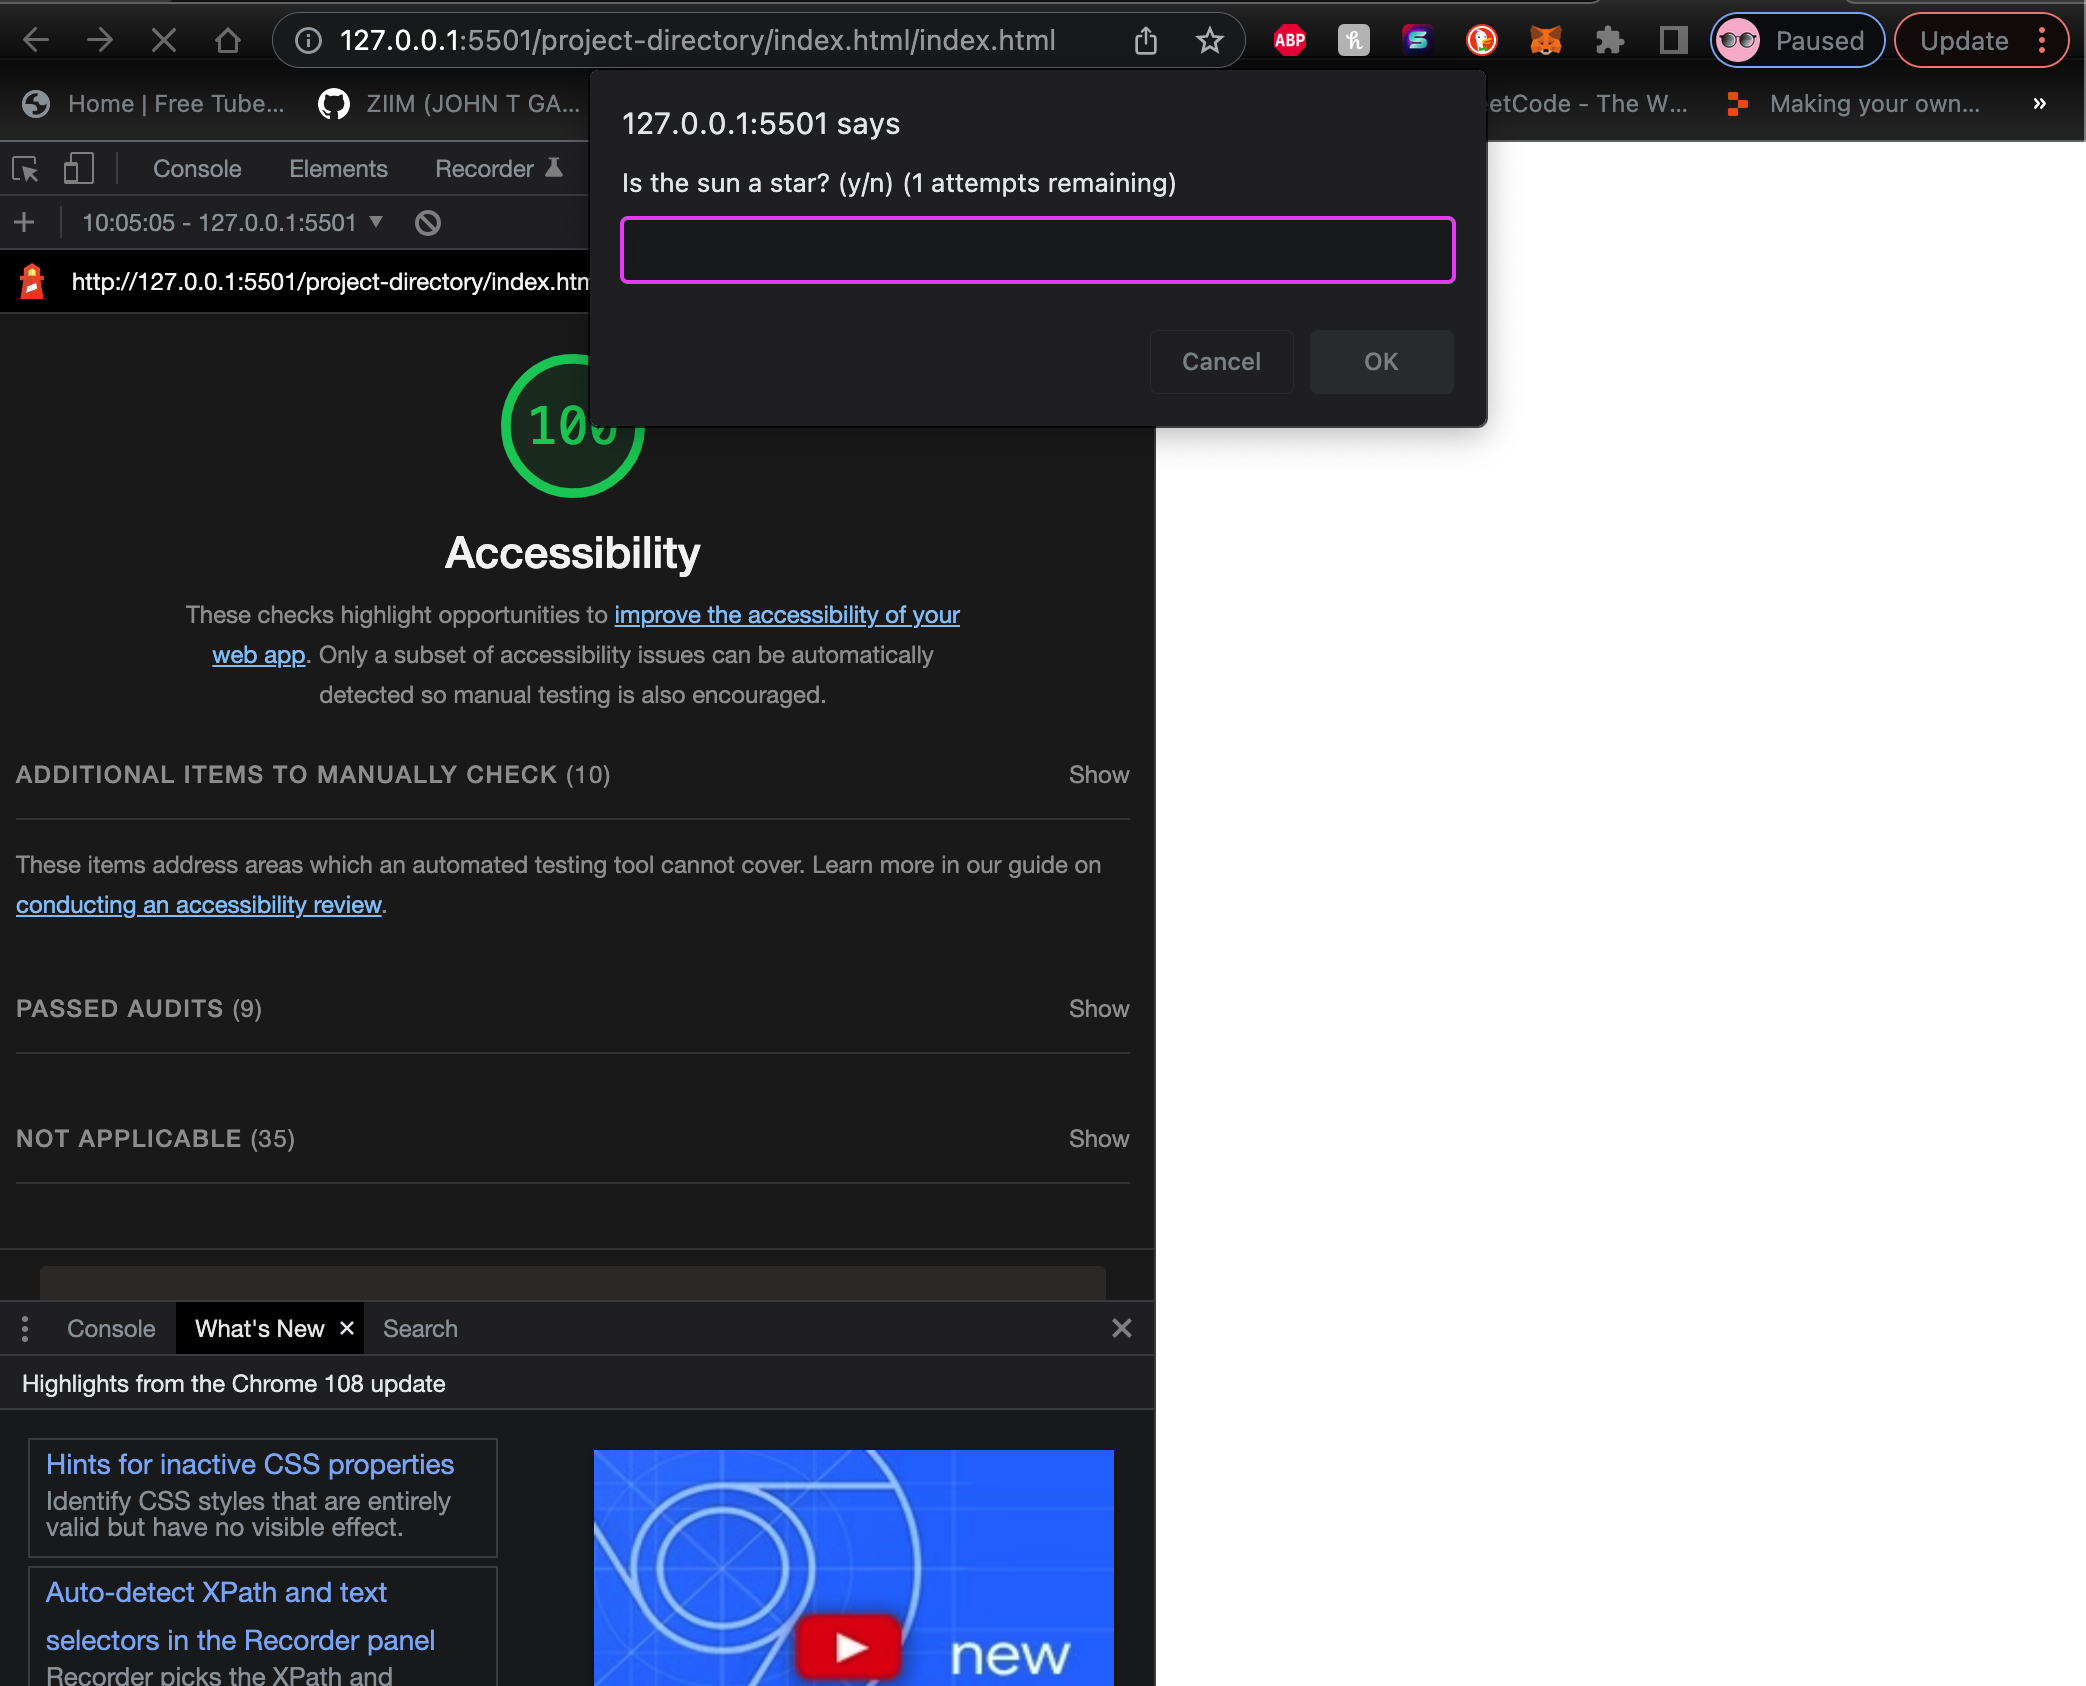 127.0.0.1:5501/project-directory/index.html/index.html
ABP
Paused
Update
Home | Free Tube...
ZIIM (JOHN T GA...
etCode - The W...
Making your own...
»
127.0.0.1:5501 says
Is the sun a star? (y/n) (1 attempts remaining)
Cancel
OK
Console
Elements
Recorder
10:05:05 - 127.0.0.1:5501
http://127.0.0.1:5501/project-directory/index.htm
100
Accessibility
These checks highlight opportunities to improve the accessibility of your
web app. Only a subset of accessibility issues can be automatically
detected so manual testing is also encouraged.
ADDITIONAL ITEMS TO MANUALLY CHECK (10)
Show
These items address areas which an automated testing tool cannot cover. Learn more in our guide on
conducting an accessibility review.
PASSED AUDITS (9)
Show
NOT APPLICABLE (35)
Show
Console
What's New
Search
Highlights from the Chrome 108 update
Hints for inactive CSS properties
Identify CSS styles that are entirely
valid but have no visible effect.
Auto-detect XPath and text
selectors in the Recorder panel
Recorder picks the XPath and
new